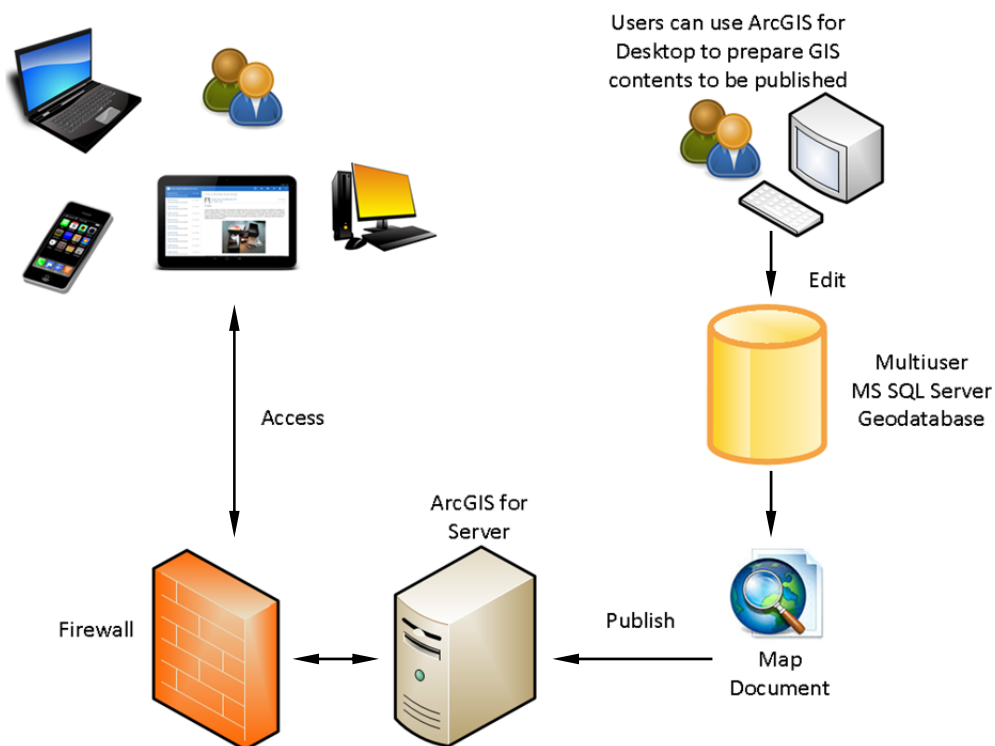 Users can use ArcGIS for
Desktop to prepare GIS
contents to be published
Edit
Multiuser
MS SQL Server
Geodatabase
Access
ArcGIS for
Server
Firewall
Publish
Map
Document